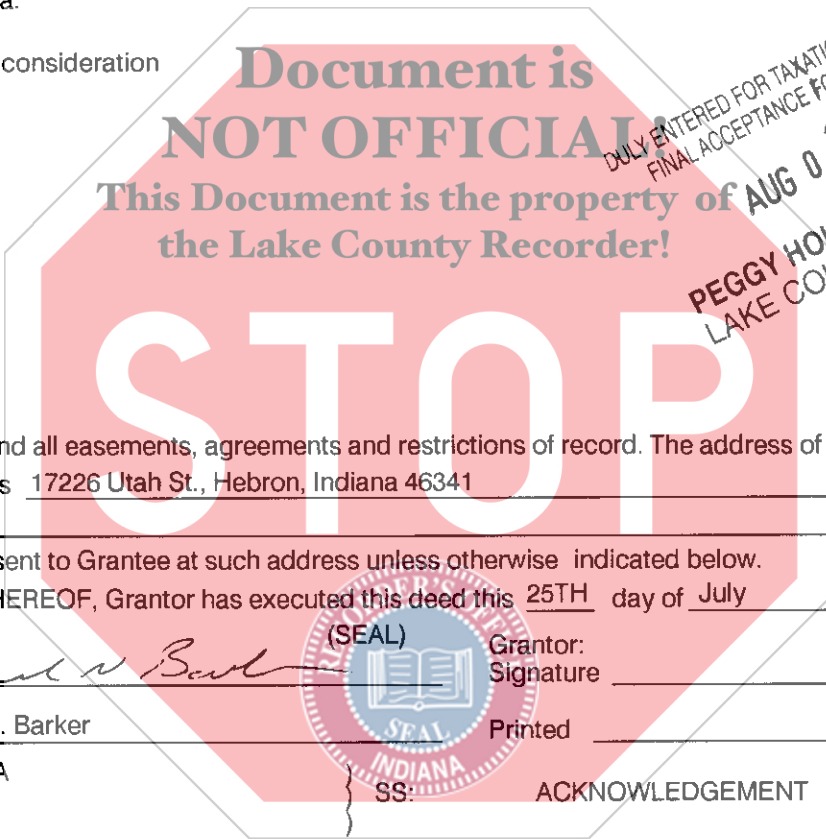 a.
consideration
Document is
NOT OFFICIAL!
This Document is the property of
the Lake County Recorder!
DULY ENTERED FOR TAXATI
FINAL ACCEPTANCE FO
AUG 0
PEGGY HO
LAKE CO
STOP
nd all easements, agreements and restrictions of record. The address of
s 17226 Utah St., Hebron, Indiana 46341
sent to Grantee at such address unless otherwise indicated below.
HEREOF, Grantor has executed this deed this 25TH day of July
(SEAL)
Grantor:
Signature
. Barker
Printed
SEAL
INDIANA
A
SS: ACKNOWLEDGEMENT